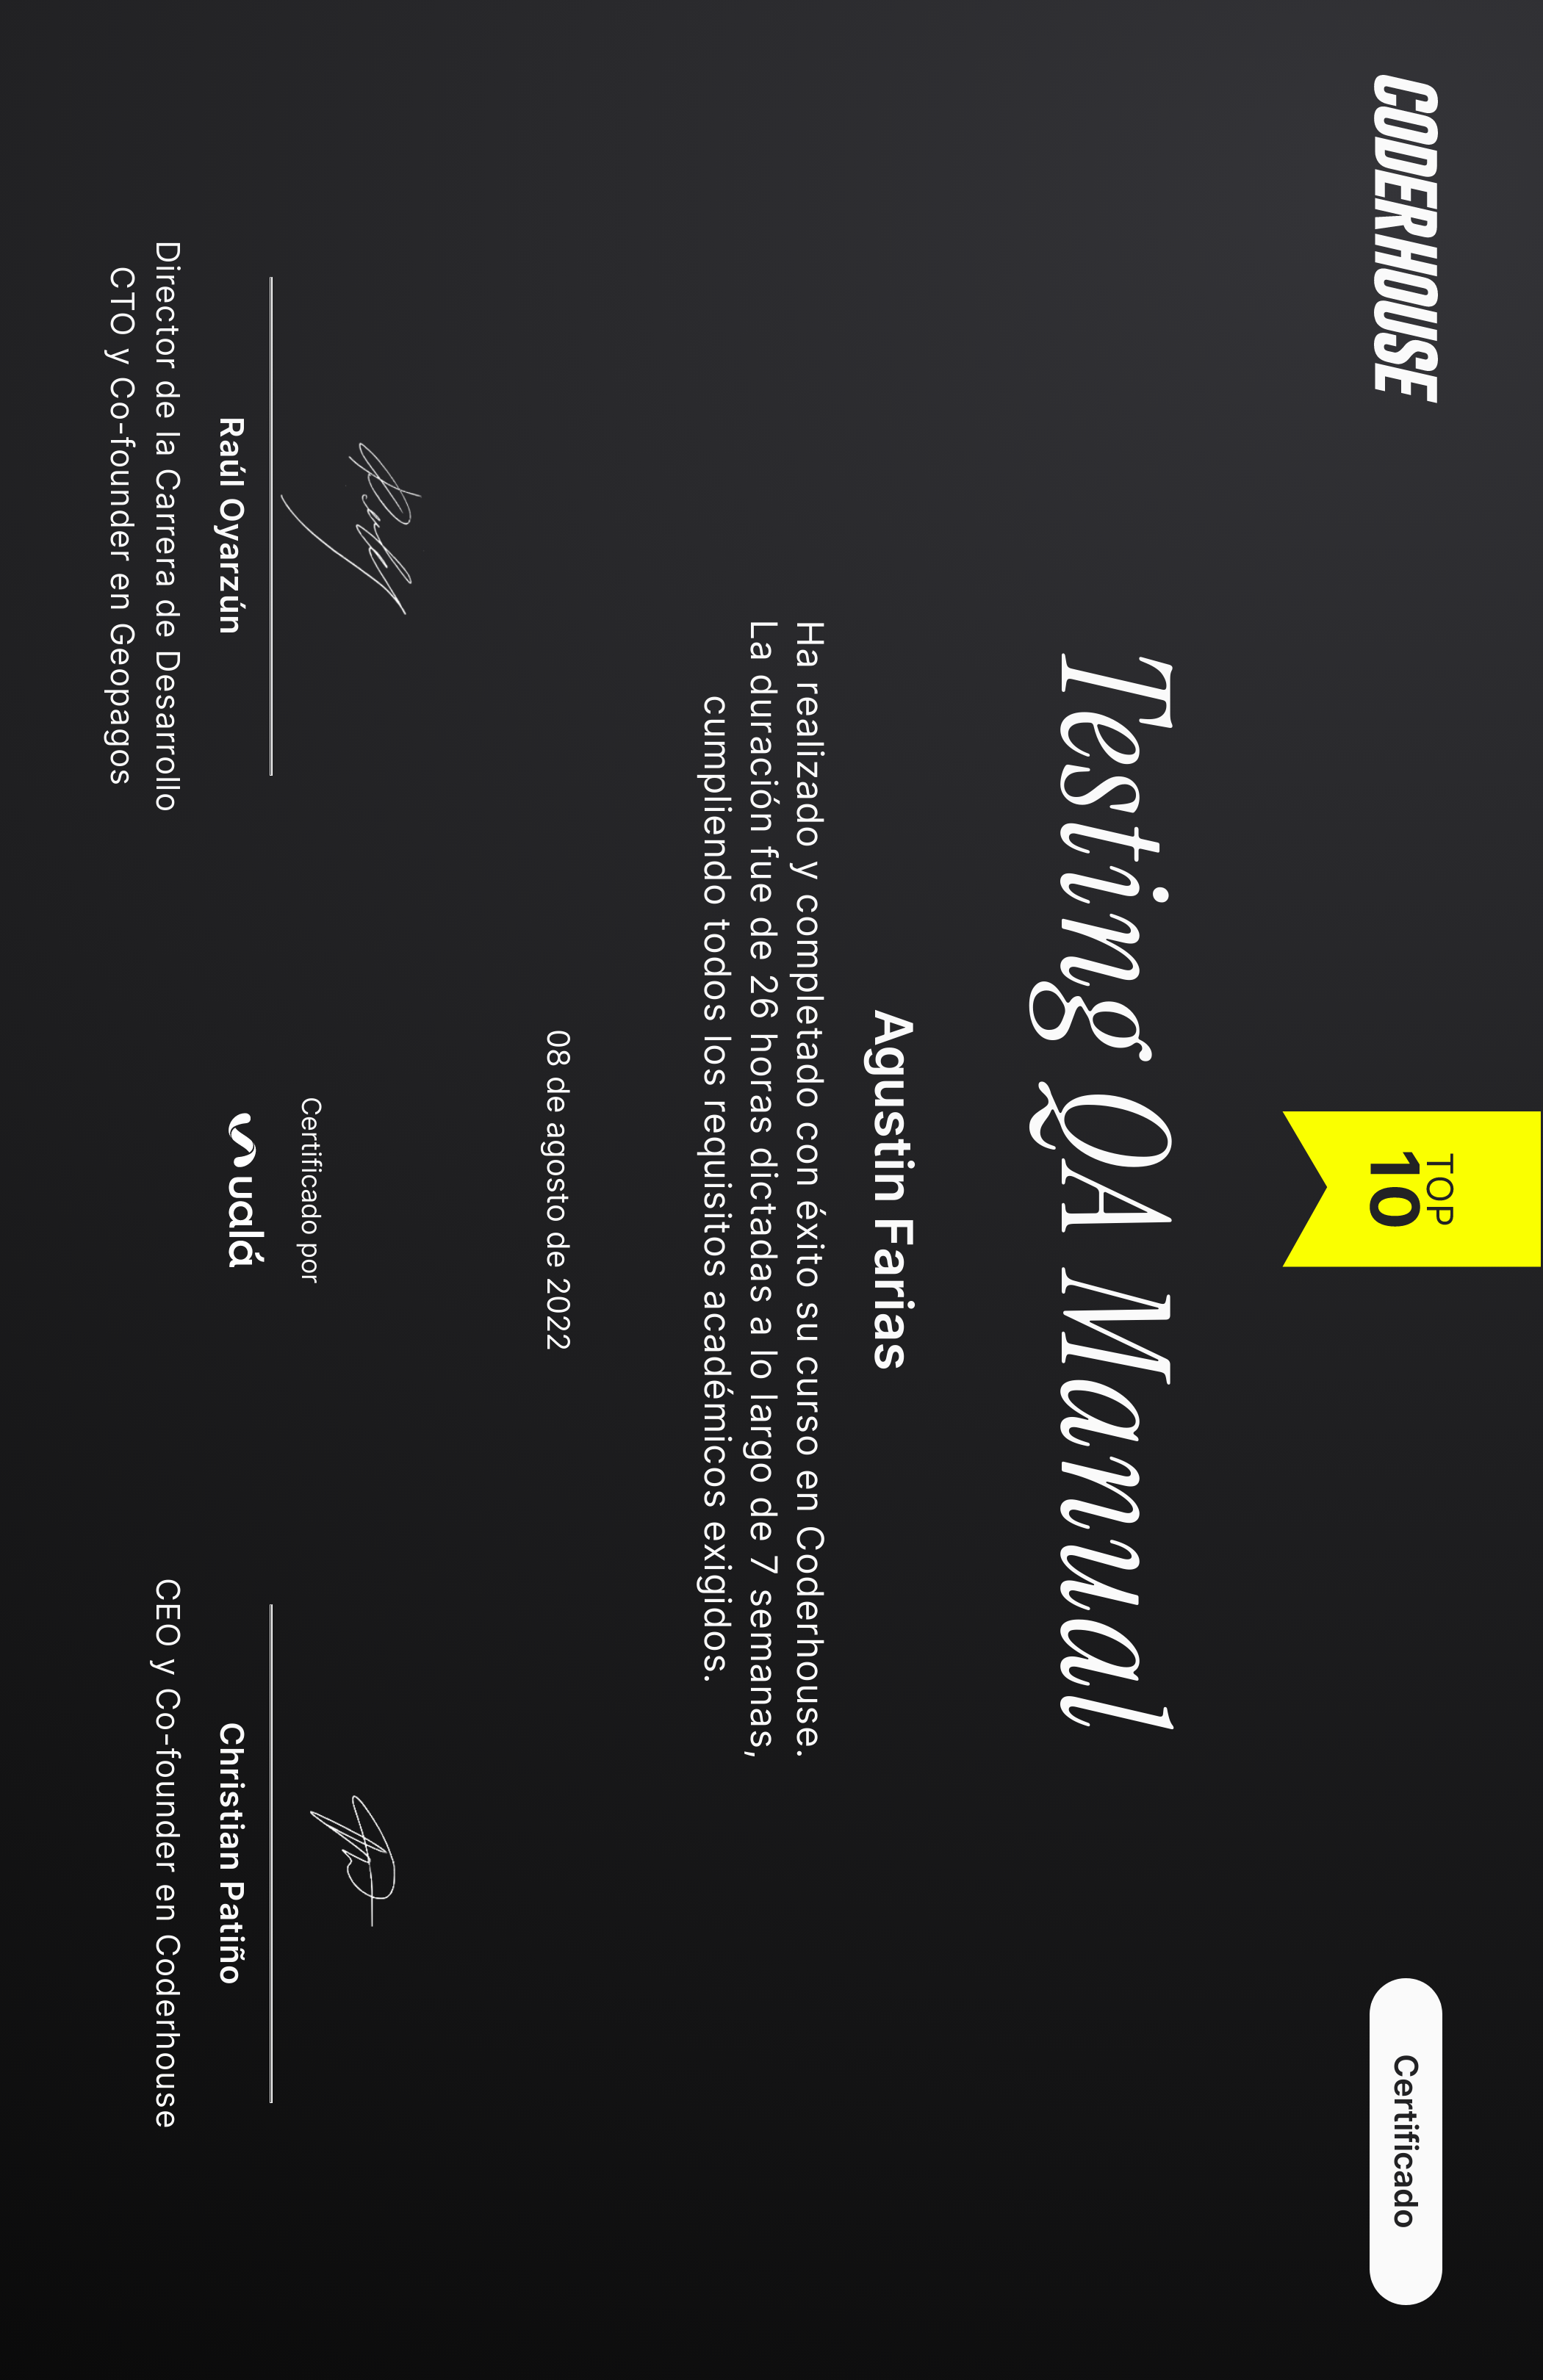 CODERHOUSE
TOP
10
Certificado
Testing QA Manual
Agustin Farias
Ha realizado y completado con éxito su curso en Coderhouse.
La duración fue de 26 horas dictadas a lo largo de 7 semanas,
cumpliendo todos los requisitos académicos exigidos.
08 de agosto de 2022
Raúl Oyarzún
Director de la Carrera de Desarrollo
CTO y Co-founder en Geopagos
Certificado por
ualá
Christian Patiño
CEO y Co-founder en Coderhouse